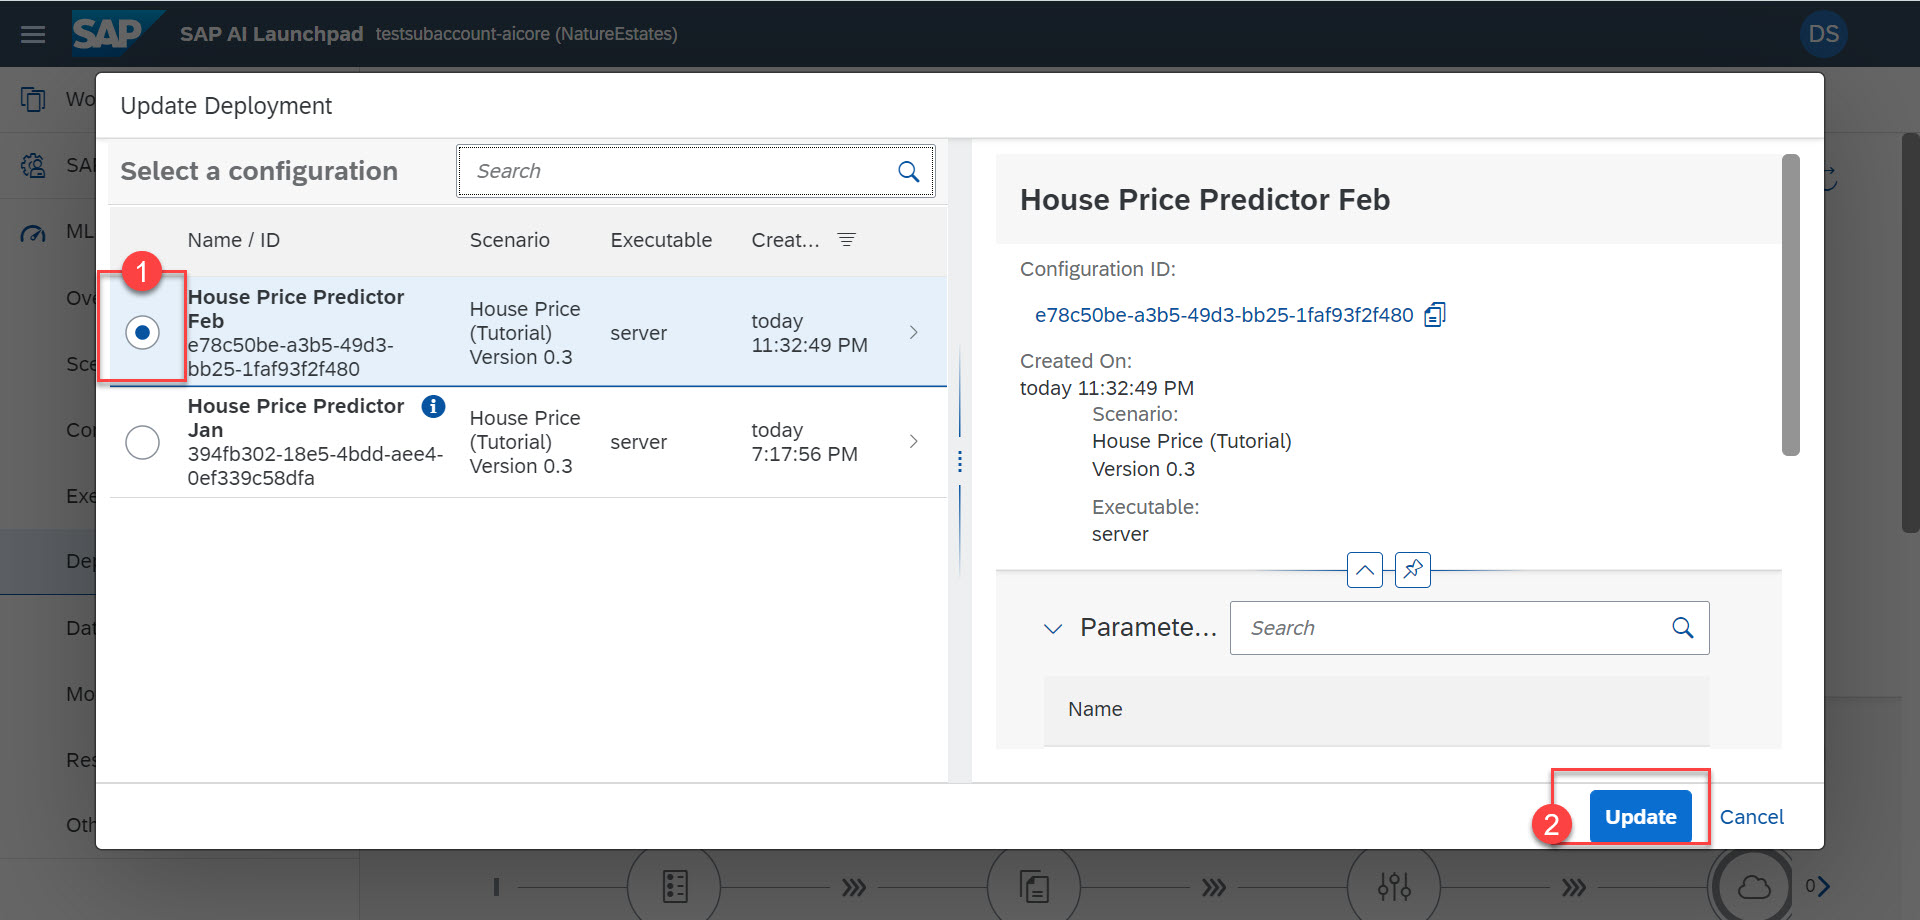 SAP
SAP AI Launchpad testsubaccount-aicore (NatureEstates)
DS
Wo
SAP
ML
Ove
Sce
Con
Exe
Dep
Dat
Mo
Res
Oth
Update Deployment
Select a configuration
Search
Name / ID Scenario Executable Creat...
1
House Price Predictor
Feb
e78c50be-a3b5-49d3-
bb25-1faf93f2f480
House Price
(Tutorial)
Version 0.3
server
today
11:32:49 PM
House Price Predictor
Jan
394fb302-18e5-4bdd-aee4-
0ef339c58dfa
House Price
(Tutorial)
Version 0.3
server
today
7:17:56 PM
House Price Predictor Feb
Configuration ID:
e78c50be-a3b5-49d3-bb25-1faf93f2f480
Created On:
today 11:32:49 PM
Scenario:
House Price (Tutorial)
Version 0.3
Executable:
server
Paramete...
Search
Name
2
Update
Cancel
0